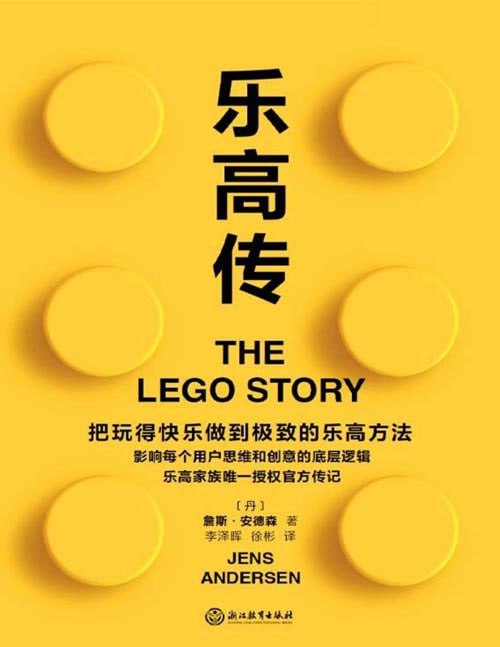 乐高传
THE
LEGO STORY
把玩得快乐做到极致的乐高方法
影响每个用户思维和创意的底层逻辑
乐高家族唯一授权官方传记
［丹］
詹斯·安德森 著
李泽晖 徐彬 译
JENS
ANDERSEN
浙江教育出版社